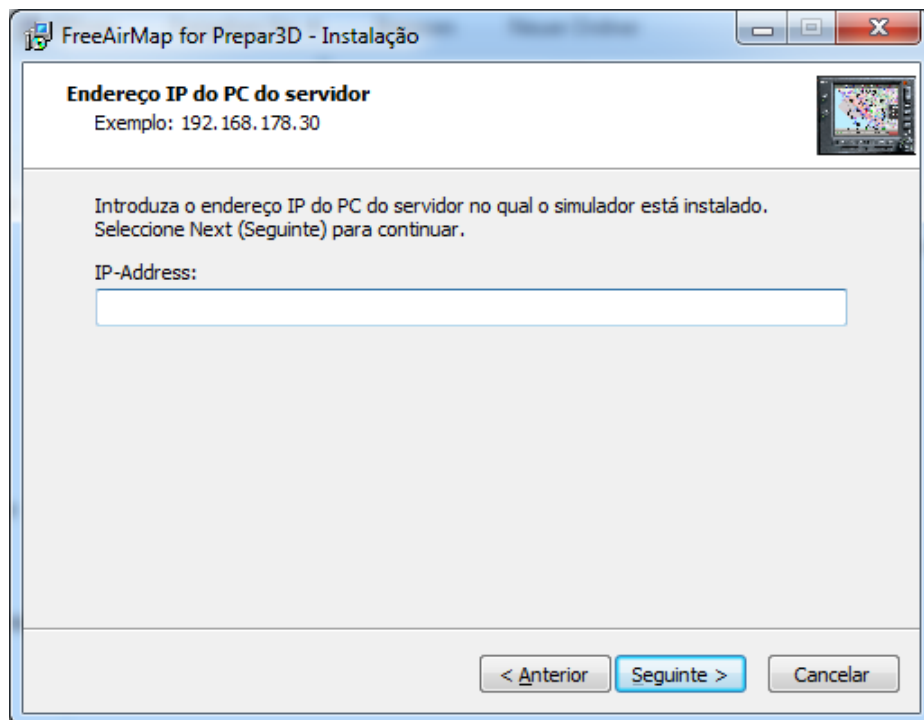 FreeAirMap for Prepar3D - Instalação
Endereço IP do PC do servidor
Exemplo: 192.168.178.30
Introduza o endereço IP do PC do servidor no qual o simulador está instalado.
Seleccione Next (Seguinte) para continuar.
IP-Address:
< Anterior
Seguinte >
Cancelar